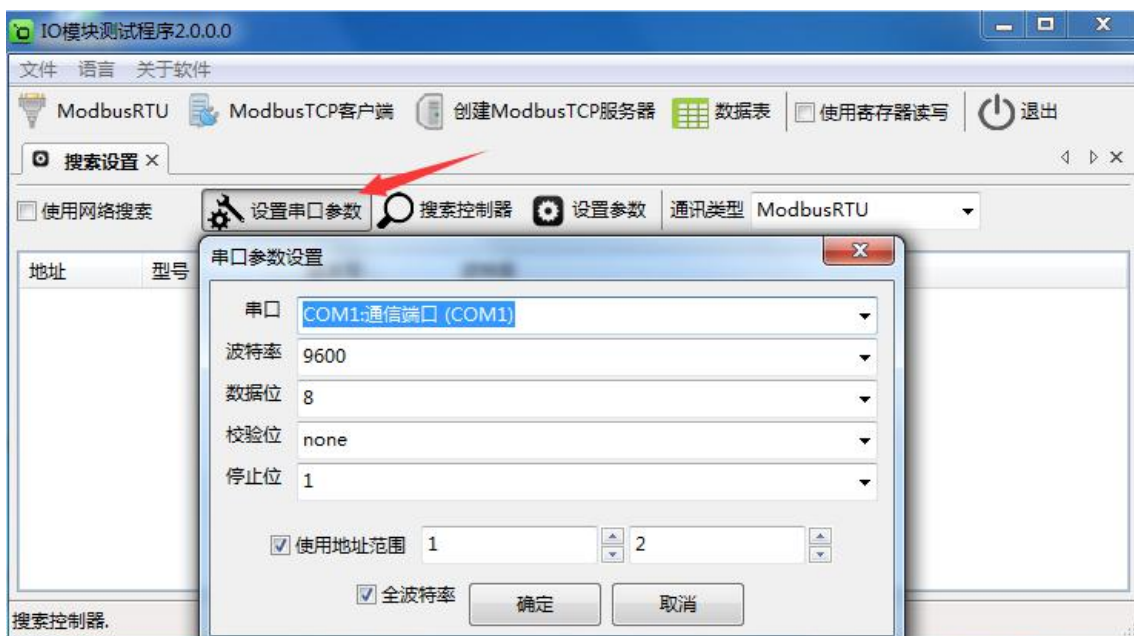 IO模块测试程序2.0.0.0
文件 语言 关于软件
ModbusRTU ModbusTCP客户端 创建ModbusTCP服务器 数据表 使用寄存器读写 退出
搜索设置
使用网络搜索 设置串口参数 搜索控制器 设置参数 通讯类型 ModbusRTU
串口参数设置
地址 型号
串口 COM1:通信端口 (COM1)
波特率 9600
数据位 8
校验位 none
停止位 1
使用地址范围 1 2
全波特率 确定 取消
搜索控制器.